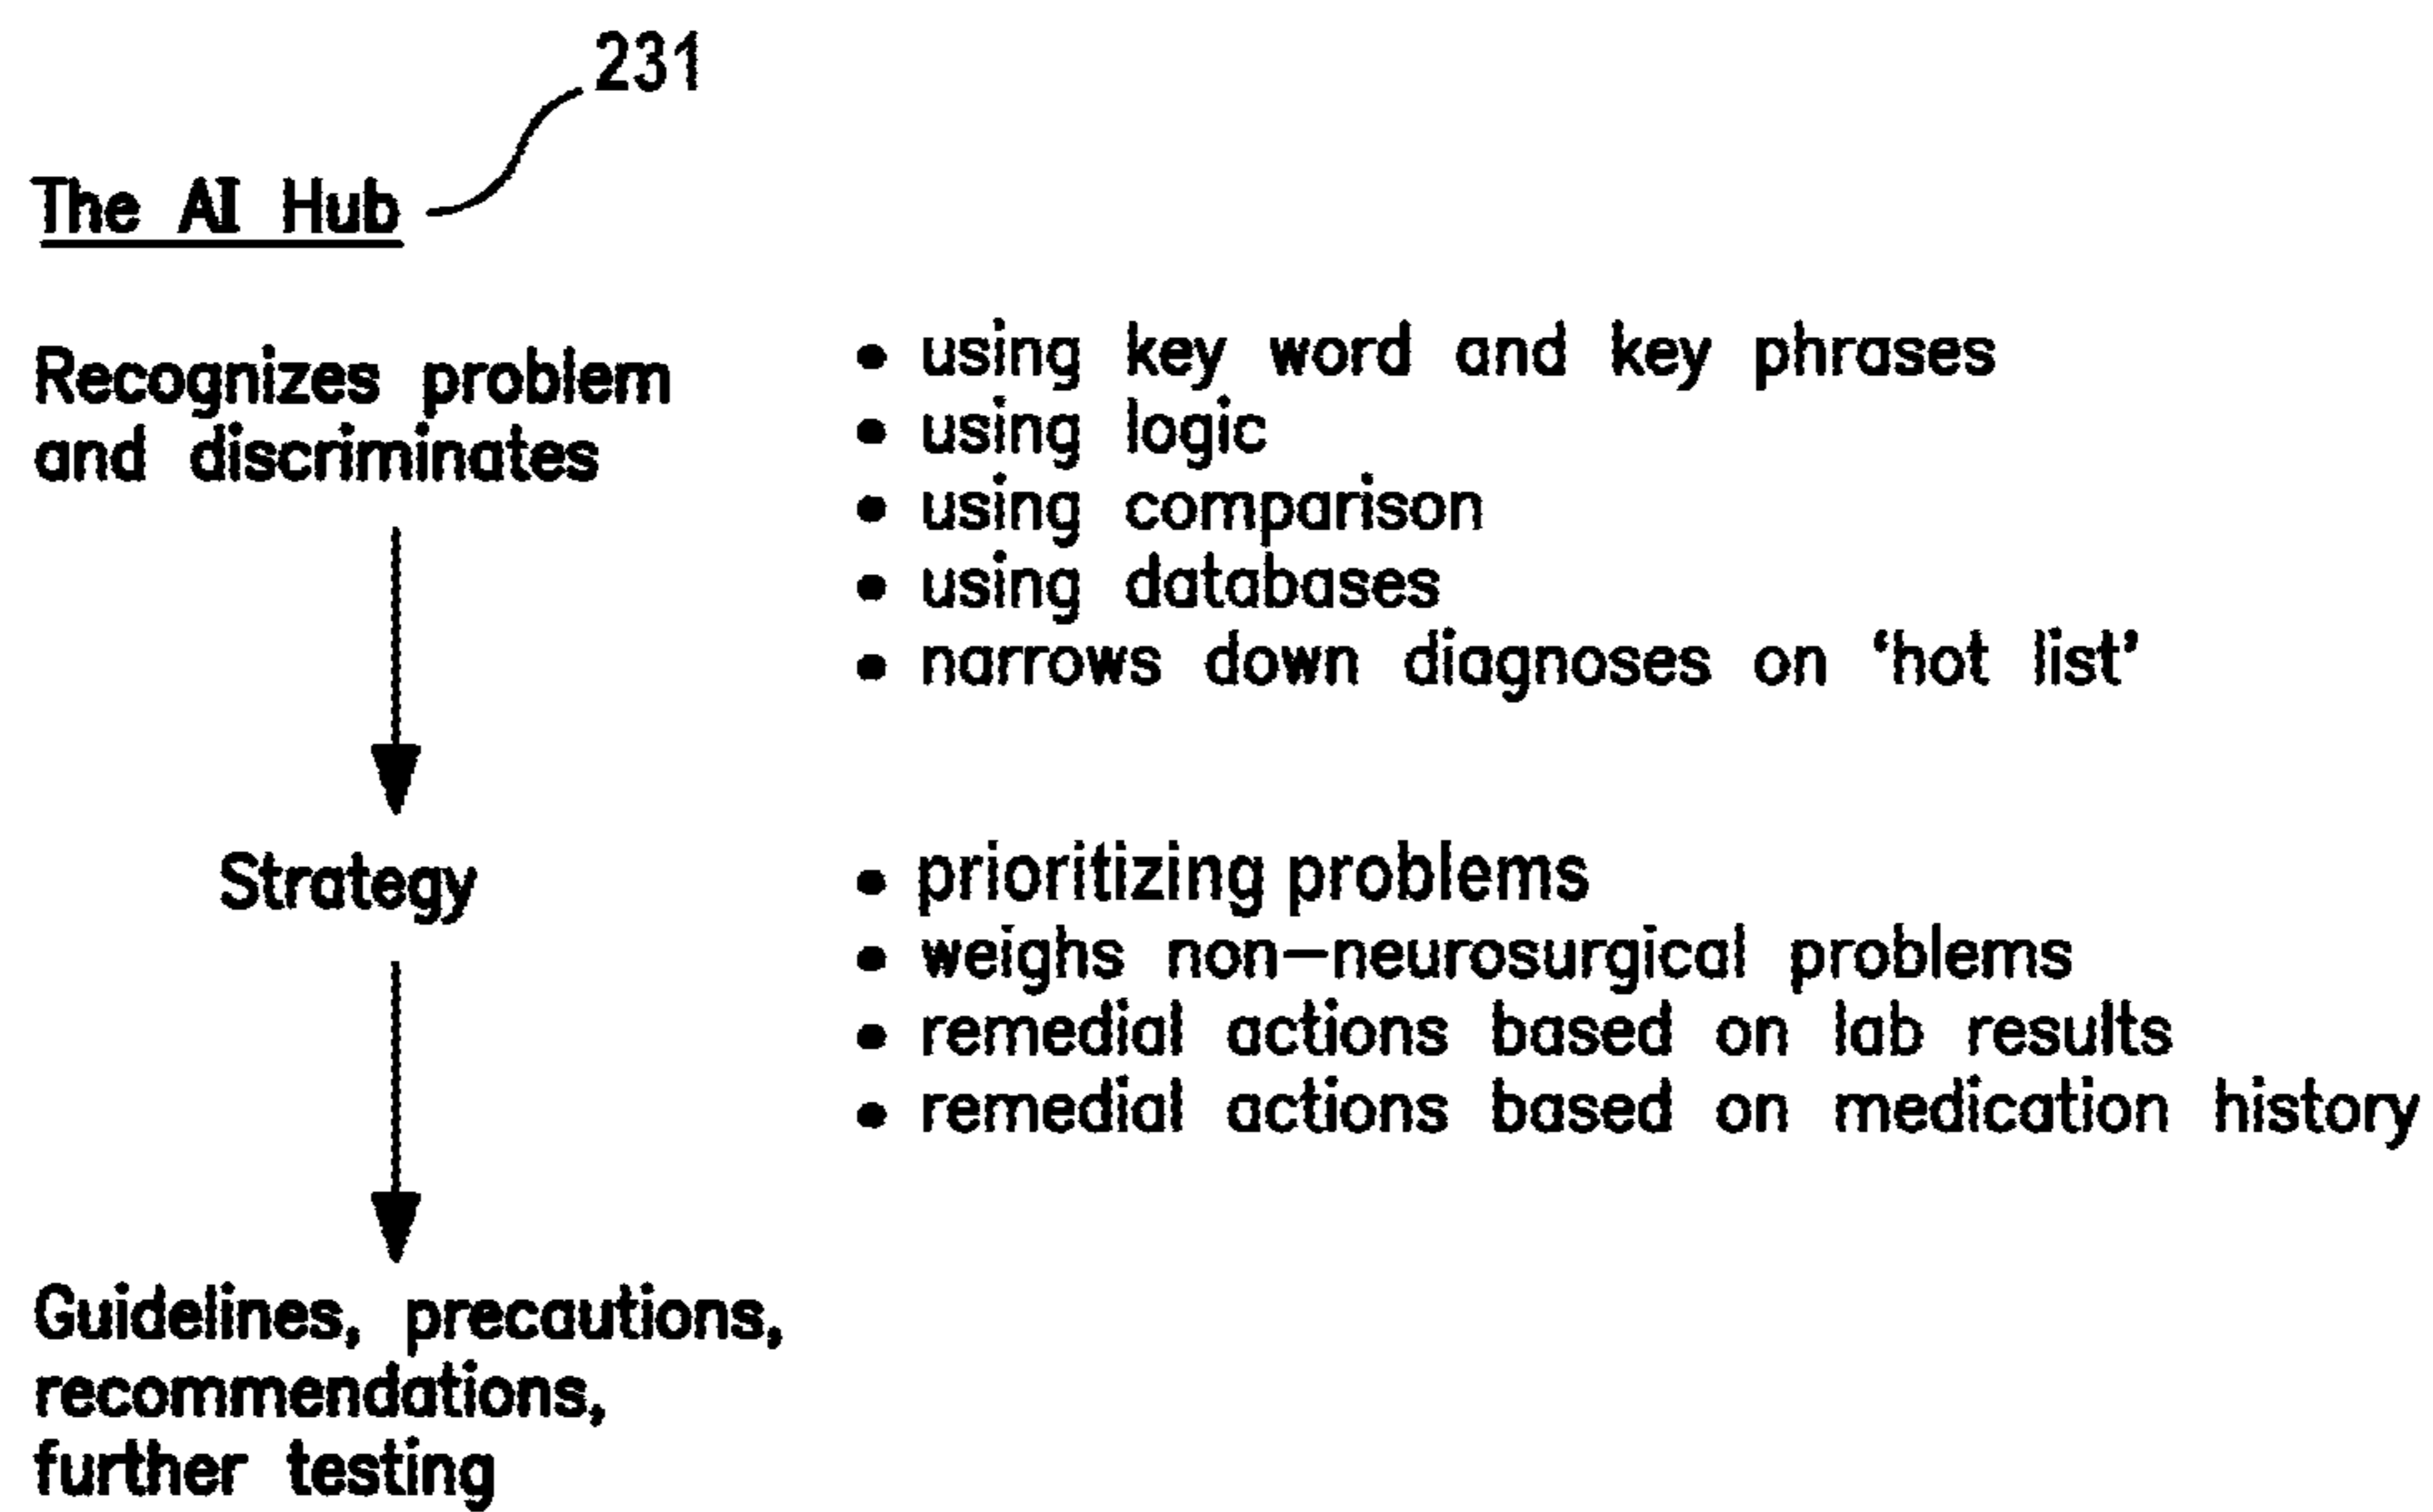 231
The AI Hub
Recognizes problem
and discriminates
• using key word and key phrases
• using logic
• using comparison
• using databases
• narrows down diagnoses on ‘hot list’
Strategy
• prioritizing problems
• weighs non—neurosurgical problems
• remedial actions based on lab results
• remedial actions based on medication history
Guidelines, precautions,
recommendations,
further testing